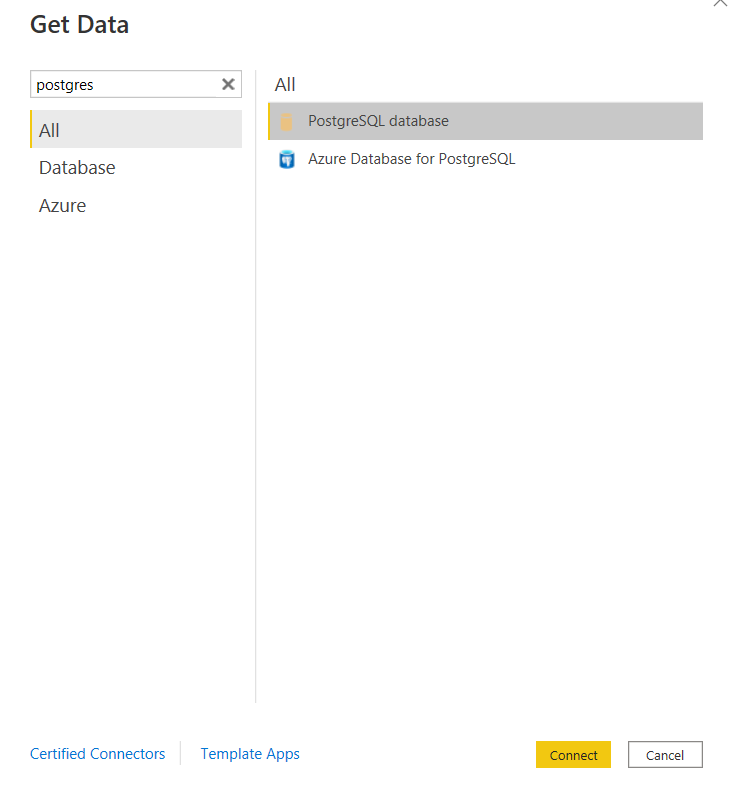 Get Data
postgres
All
Database
Azure
All
PostgreSQL database
Azure Database for PostgreSQL
Certified Connectors
Template Apps
Connect
Cancel